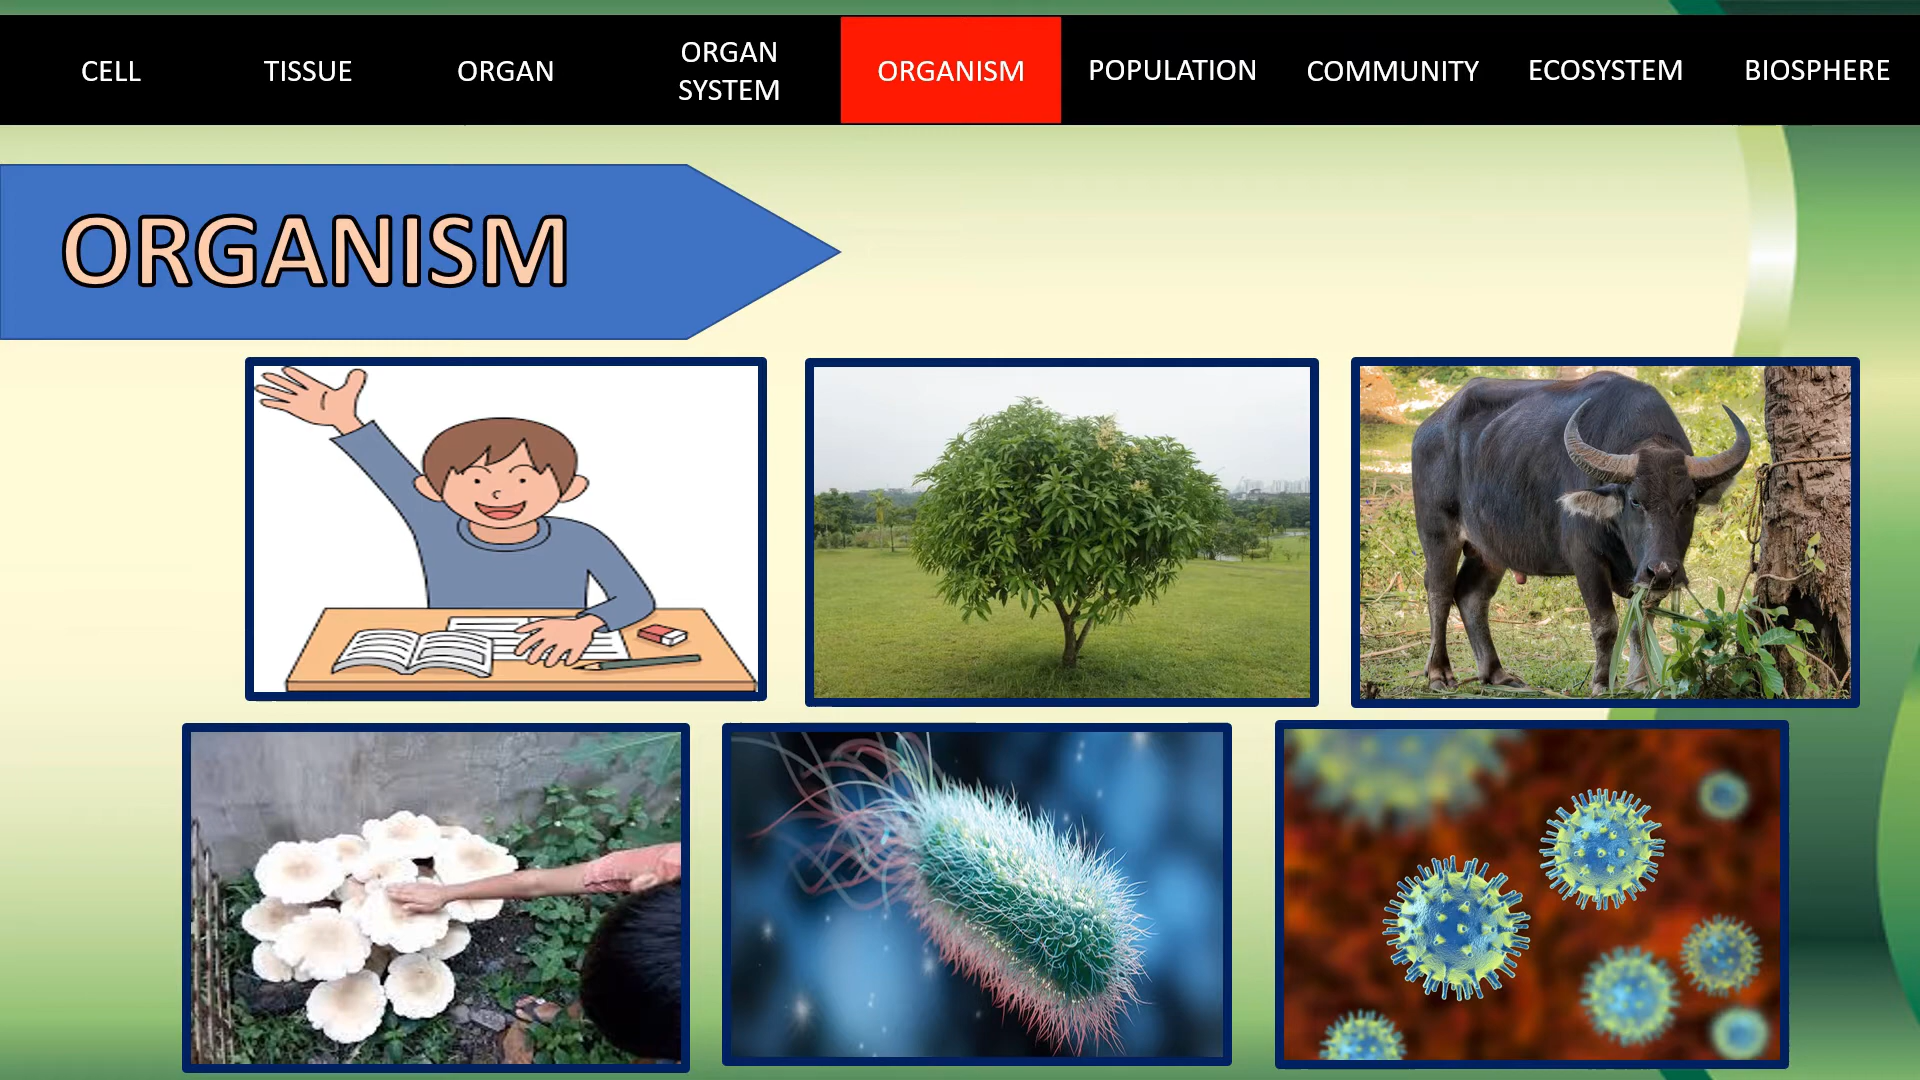 CELL
TISSUE
ORGAN
ORGAN
SYSTEM
ORGANISM
POPULATION
COMMUNITY
ECOSYSTEM
BIOSPHERE
ORGANISM